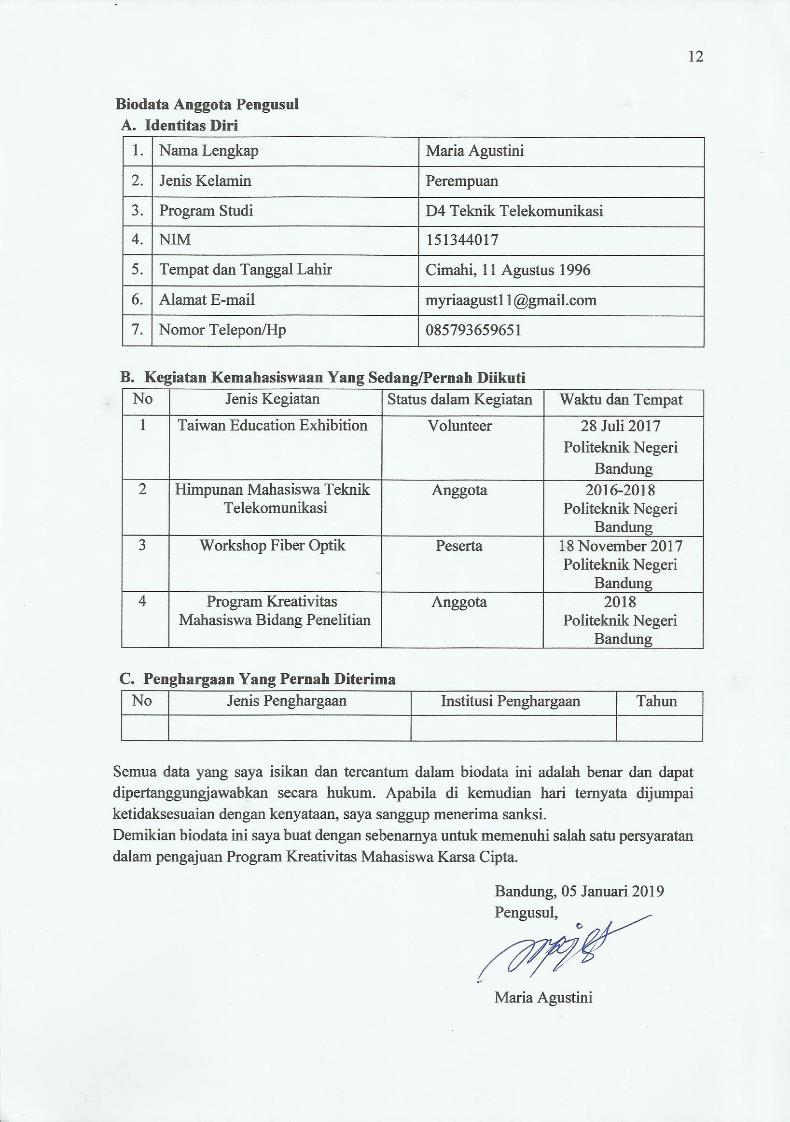 12
Biodata Anggota Pengusul
A. Identitas Diri
1. Nama Lengkap Maria Agustini
2. Jenis Kelamin Perempuan
3. Program Studi D4 Teknik Telekomunikasi
4. NIM 151344017
5. Tempat dan Tanggal Lahir Cimahi, 11 Agustus 1996
6. Alamat E-mail myriaagust11@gmail.com
7. Nomor Telepon/Hp 085793659651
B. Kegiatan Kemahasiswaan Yang Sedang/Pernah Diikuti
No Jenis Kegiatan Status dalam Kegiatan Waktu dan Tempat
1 Taiwan Education Exhibition Volunteer 28 Juli 2017
Politeknik Negeri
Bandung
2 Himpunan Mahasiswa Teknik Anggota 2016-2018
Telekomunikasi Politeknik Negeri
Bandung
3 Workshop Fiber Optik Peserta 18 November 2017
Politeknik Negeri
Bandung
4 Program Kreativitas Anggota 2018
Mahasiswa Bidang Penelitian Politeknik Negeri
Bandung
C. Penghargaan Yang Pernah Diterima
No Jenis Penghargaan Institusi Penghargaan Tahun
Semua data yang saya isikan dan tercantum dalam biodata ini adalah benar dan dapat
dipertanggungjawabkan secara hukum. Apabila di kemudian hari ternyata dijumpai
ketidaksesuaian dengan kenyataan, saya sanggup menerima sanksi.
Demikian biodata ini saya buat dengan sebenarnya untuk memenuhi salah satu persyaratan
dalam pengajuan Program Kreativitas Mahasiswa Karsa Cipta.
Bandung, 05 Januari 2019
Pengusul,
Maria Agustini